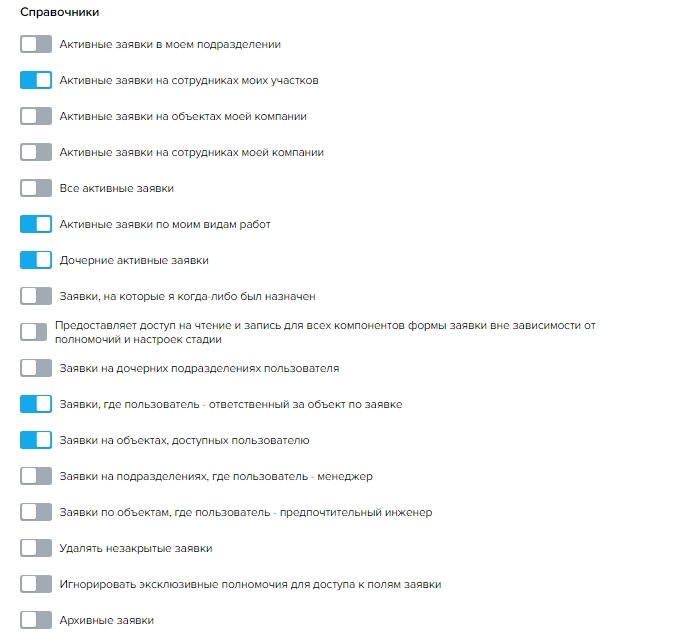 Справочники
Активные заявки в моем подразделении
Активные заявки на сотрудниках моих участков
Активные заявки на объектах моей компании
Активные заявки на сотрудниках моей компании
Все активные заявки
Активные заявки по моим видам работ
Дочерние активные заявки
Заявки, на которые я когда-либо был назначен
Предоставляет доступ на чтение и запись для всех компонентов формы заявки вне зависимости от
полномочий и настроек стадии
Заявки на дочерних подразделениях пользователя
Заявки, где пользователь - ответственный за объект по заявке
Заявки на объектах, доступных пользователю
Заявки на подразделениях, где пользователь - менеджер
Заявки по объектам, где пользователь - предпочтительный инженер
Удалять незакрытые заявки
Игнорировать эксклюзивные полномочия для доступа к полям заявки
Архивные заявки